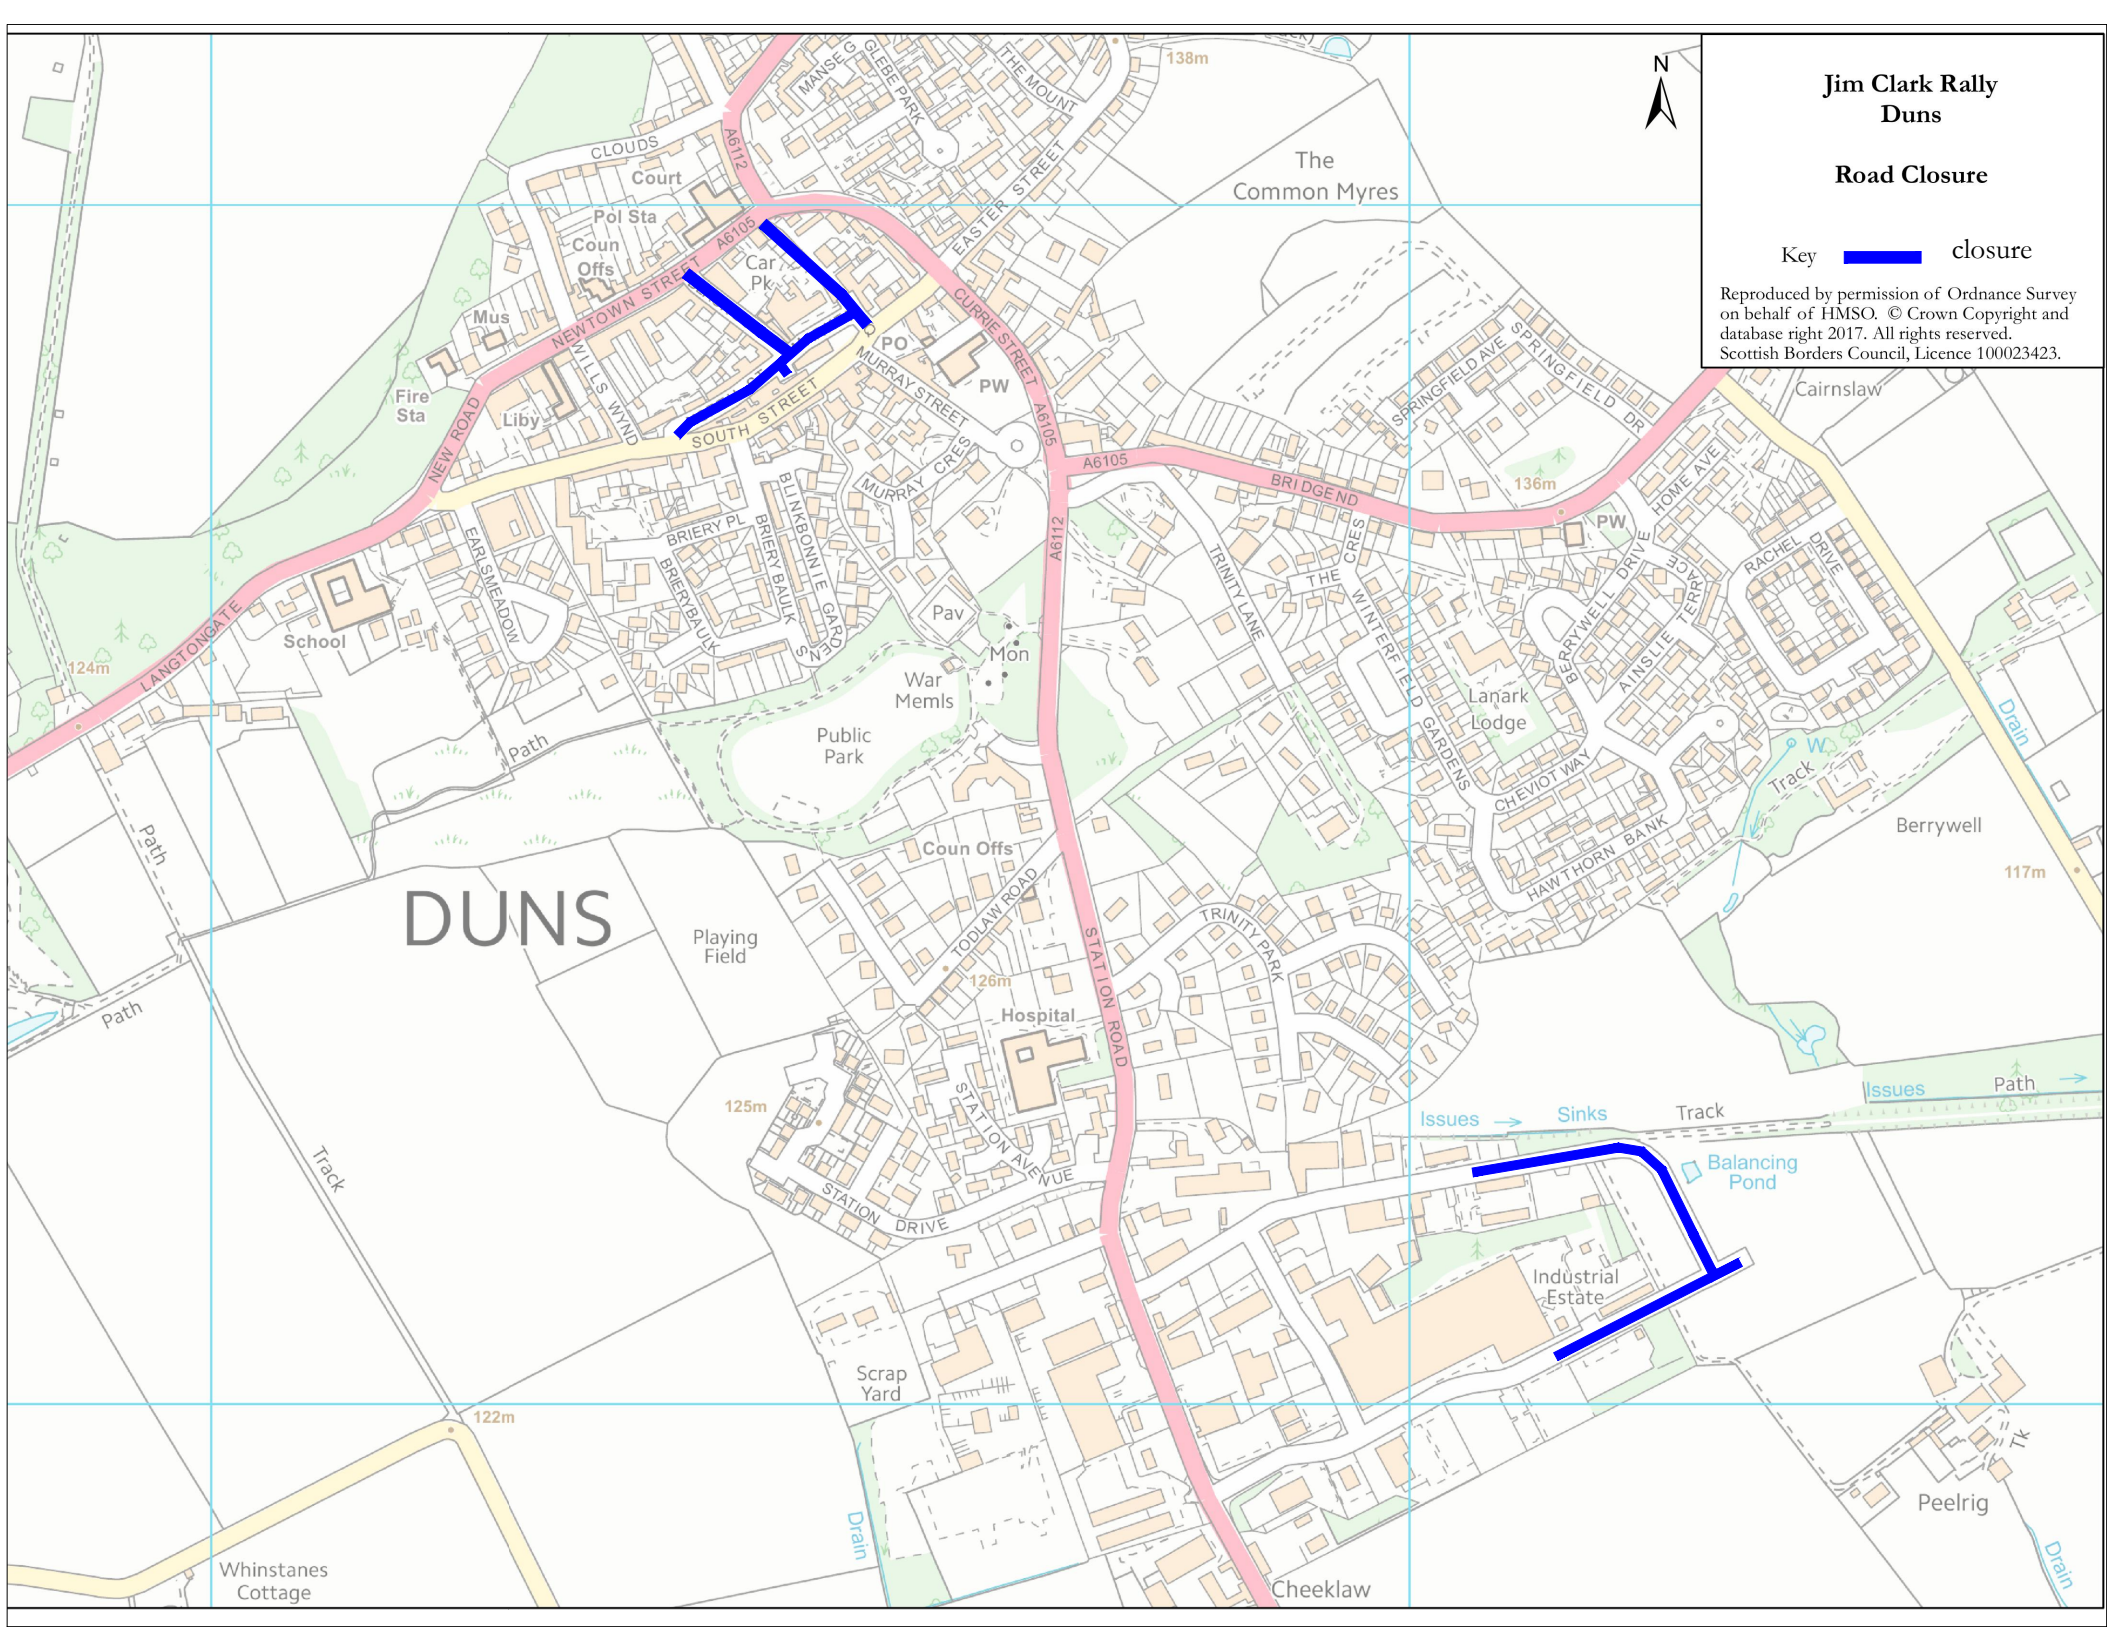 Jim Clark Rally
Duns
Road Closure
N
Key closure
Reproduced by permission of Ordnance Survey
on behalf of HMSO. © Crown Copyright and
database right 2017. All rights reserved.
Scottish Borders Council, Licence 100023423.
138m
MANSE G
GLEBE PARK
THE MOUNT
CLOUDS
A6112
Court
Pol Sta
Coun
Offs
A6105
EASTER STREET
The
Common Myres
Car
Pk
Mus
NEWTOWN STREET
CURRIE STREET
PO
MURRAY STREET
PW
WILLS WYND
Fire
Sta
Liby
NEW ROAD
SOUTH STREET
A6105
SPRINGFIELD AVE
SPRINGFIELD DR
Cairnslaw
MURRAY CRES
A6105
BRIDGEND
136m
HOME AVE
PW
BRIERY PL
BRIERY BAULK
BLINKBONNIE GARDENS
BRIERYBAULK
EARLSMEADOW
A6112
TRINITY LANE
THE CRES
WINTERFIELD GARDENS
BERRYWELL DRIVE
AINSLIE TERRACE
RACHEL DRIVE
School
LANGTONGATE
124m
Pav
Mon
War
Memls
Public
Park
Lanark
Lodge
CHEVIOT WAY
HAWTHORN BANK
W
Track
Drain
Berrywell
117m
Path
Path
Path
DUNS
Playing
Field
Coun Offs
TODLAW ROAD
126m
Hospital
STATION ROAD
TRINITY PARK
125m
STATION AVENUE
STATION DRIVE
Track
Issues
Sinks
Track
Issues
Path
Balancing
Pond
Industrial
Estate
Scrap
Yard
122m
Drain
Whinstanes
Cottage
Cheeklaw
Peelrig
Tk
Drain